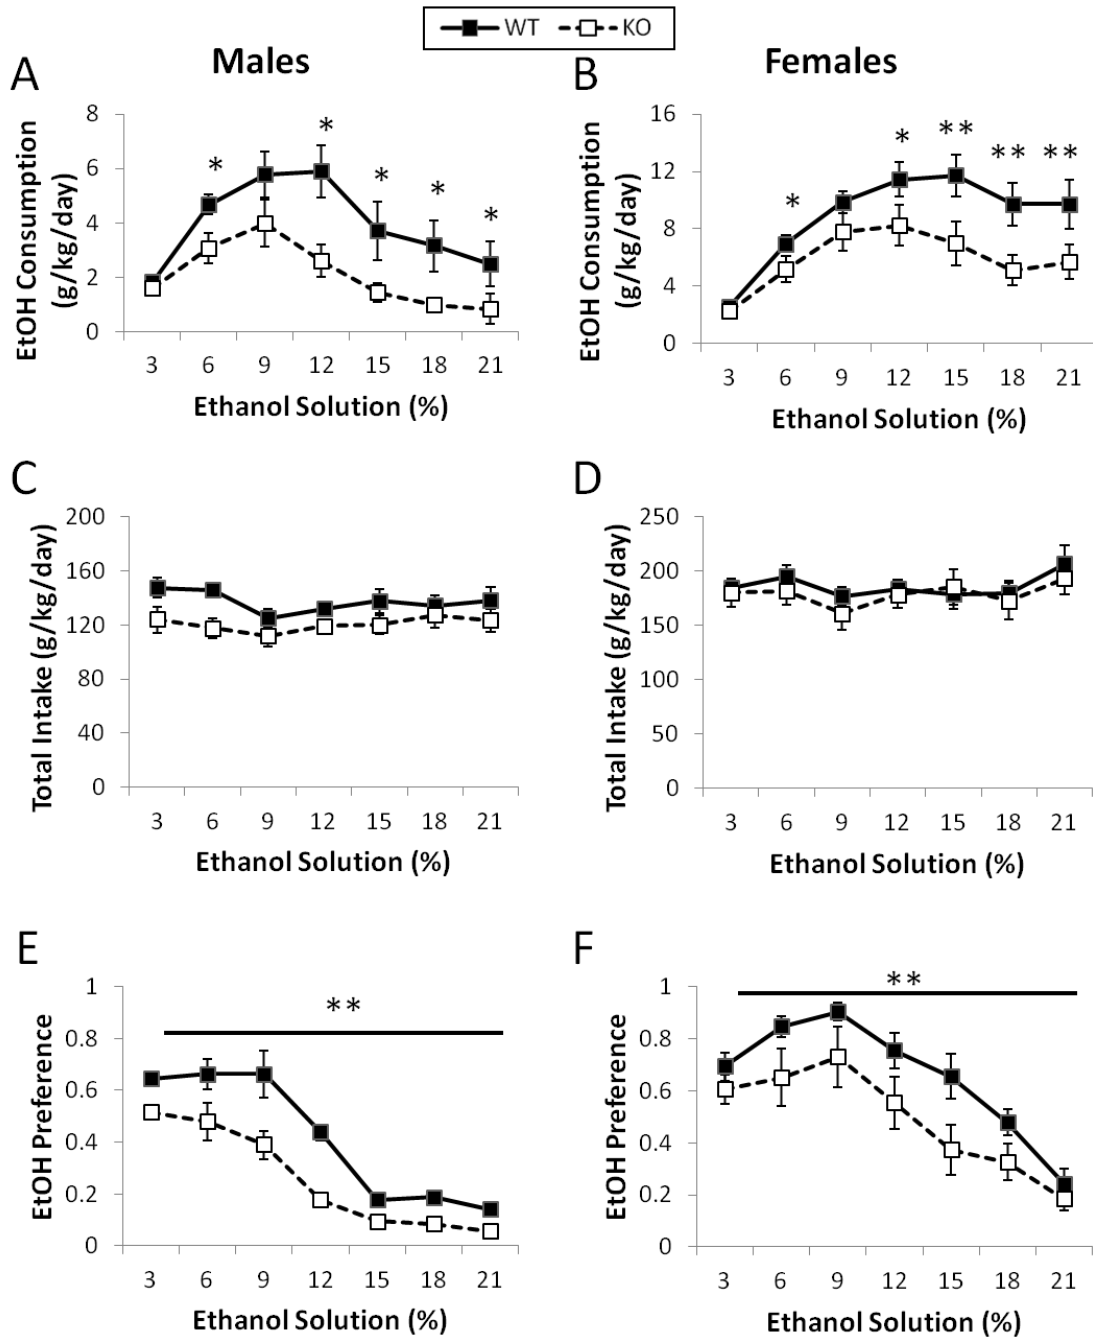 WT KO
Males Females
A B
EtOH Consumption
(g/kg/day)
8
6
4
2
0
* * * * *
3 6 9 12 15 18 21
Ethanol Solution (%)
EtOH Consumption
(g/kg/day)
16
12
8
4
0
* * ** ** **
3 6 9 12 15 18 21
Ethanol Solution (%)
C D
Total Intake (g/kg/day)
200
160
120
80
40
0
3 6 9 12 15 18 21
Ethanol Solution (%)
Total Intake (g/kg/day)
250
200
150
100
50
0
3 6 9 12 15 18 21
Ethanol Solution (%)
E F
EtOH Preference
1
0.8
0.6
0.4
0.2
0
**
3 6 9 12 15 18 21
Ethanol Solution (%)
EtOH Preference
1
0.8
0.6
0.4
0.2
0
**
3 6 9 12 15 18 21
Ethanol Solution (%)